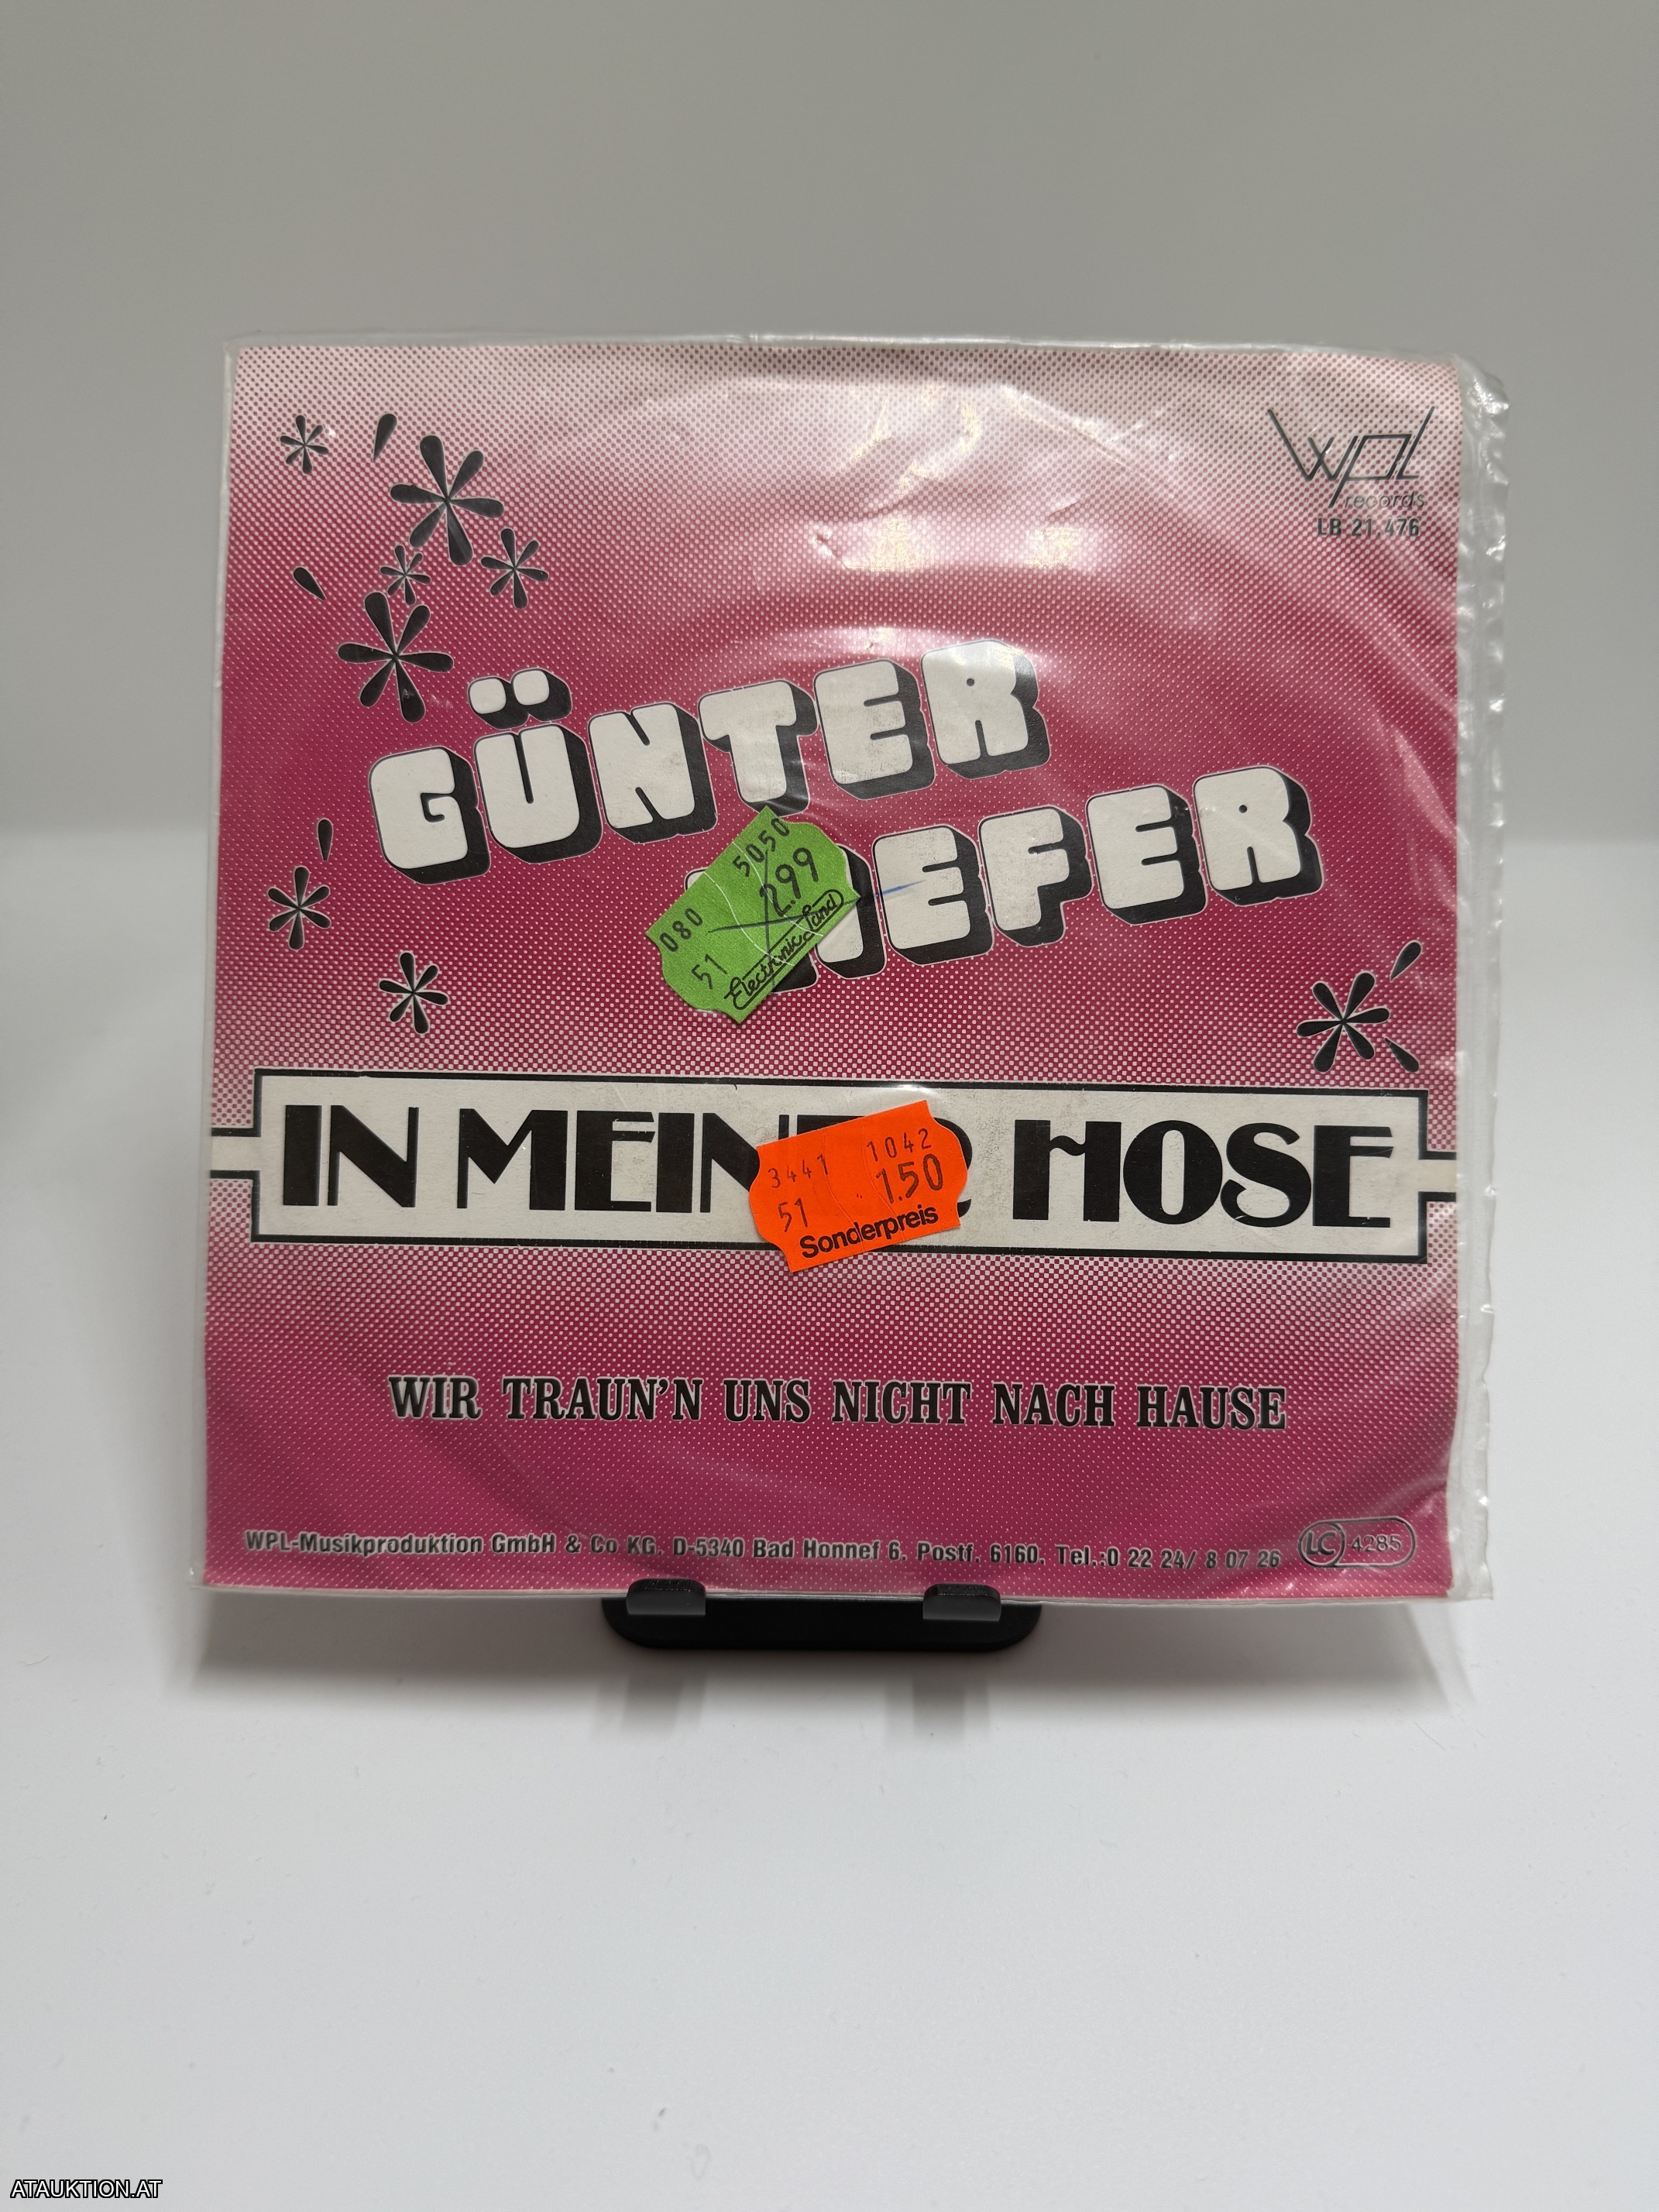 wpl
records
LB 21.476
GÜNTER
IEFER
5050
2.99
080
51
Electronic Land
IN MEINER HOSE
3441 1042
51 1.50
Sonderpreis
WIR TRAUN'N UNS NICHT NACH HAUSE
WPL-Musikproduktion GmbH & Co KG, D-5340 Bad Honnef 6, Postf. 6160. Tel.:0 22 24/ 8 07 26 LC 4285
ATAUKTION.AT